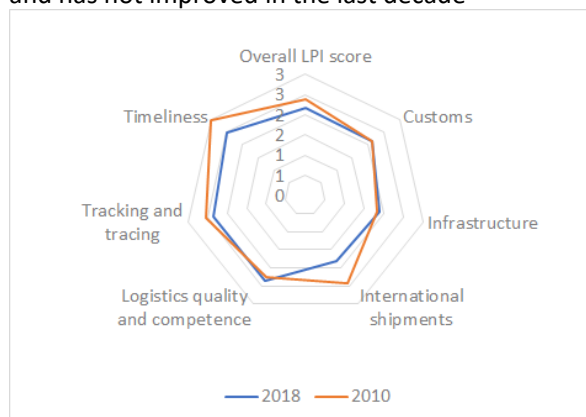 and has not improved in the last decade
Overall LPI score
3
3
2
2
1
1
0
Timeliness
Customs
Tracking and
tracing
Infrastructure
Logistics quality
and competence
International
shipments
2018
2010